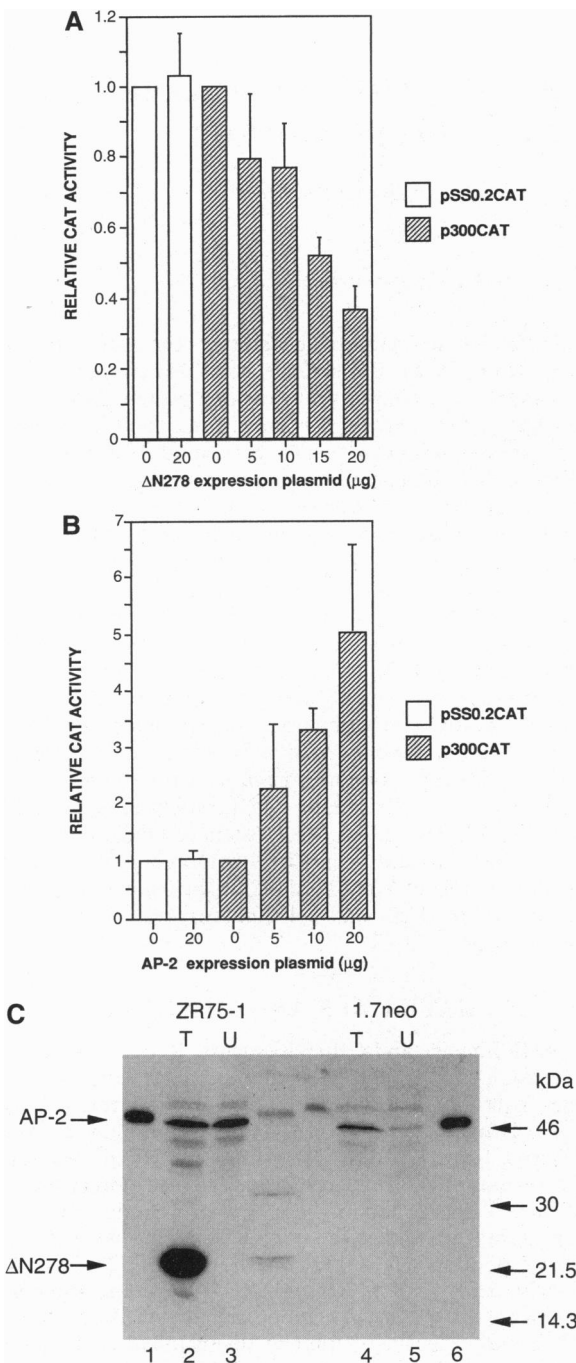 A
1.2
1.0
0.8
0.6
0.4
0.2
0
RELATIVE CAT ACTIVITY
0 20 0 5 10 15 20
ΔN278 expression plasmid (µg)
pSS0.2CAT
p300CAT
B
7
6
5
4
3
2
1
0
RELATIVE CAT ACTIVITY
0 20 0 5 10 20
AP-2 expression plasmid (µg)
pSS0.2CAT
p300CAT
C
ZR75-1 1.7neo
T U T U
kDa
AP-2
46
30
ΔN278
21.5
14.3
1 2 3 4 5 6